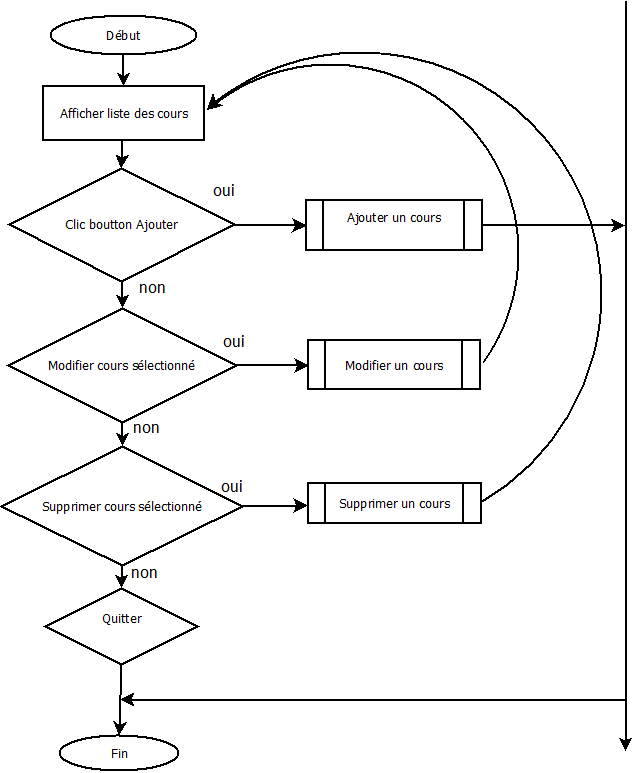 Début
Afficher liste des cours
oui
Clic boutton Ajouter
Ajouter un cours
non
oui
Modifier cours sélectionné
Modifier un cours
non
oui
Supprimer cours sélectionné
Supprimer un cours
non
Quitter
Fin